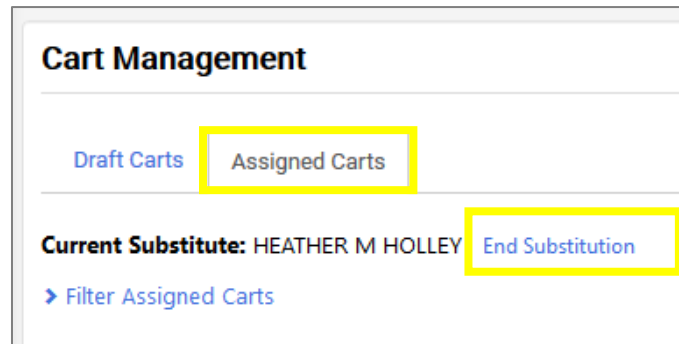 Cart Management
Draft Carts Assigned Carts
Current Substitute: HEATHER M HOLLEY End Substitution
Filter Assigned Carts